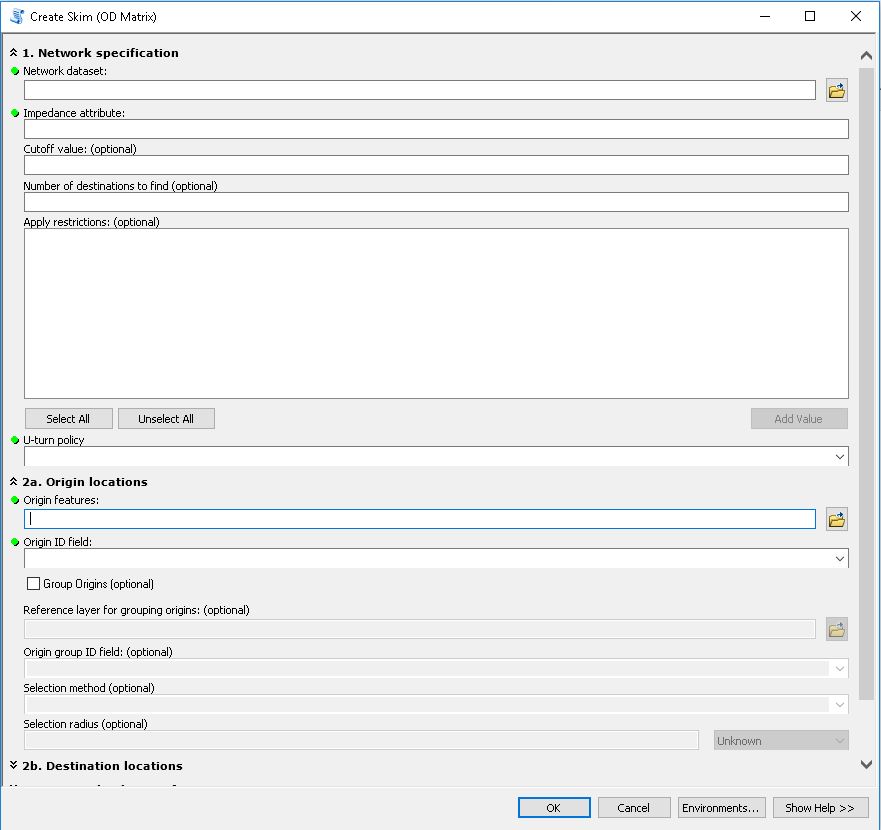 Create Skim (OD Matrix)
1. Network specification
Network dataset:
Impedance attribute:
Cutoff value: (optional)
Number of destinations to find (optional)
Apply restrictions: (optional)
Select All Unselect All Add Value
U-turn policy
2a. Origin locations
Origin features:
Origin ID field:
Group Origins (optional)
Reference layer for grouping origins: (optional)
Origin group ID field: (optional)
Selection method (optional)
Selection radius (optional)
Unknown
2b. Destination locations
OK Cancel Environments... Show Help >>